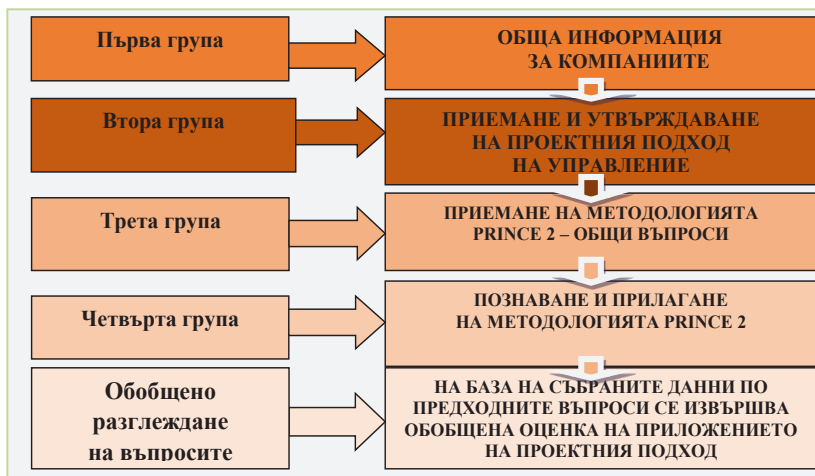 Първа група
ОБЩА ИНФОРМАЦИЯ
ЗА КОМПАНИИТЕ
Втора група
ПРИЕМАНЕ И УТВЪРЖДАВАНЕ
НА ПРОЕКТНИЯ ПОДХОД
НА УПРАВЛЕНИЕ
Трета група
ПРИЕМАНЕ НА МЕТОДОЛОГИЯТА
PRINCE 2 – ОБЩИ ВЪПРОСИ
Четвърта група
ПОЗНАВАНЕ И ПРИЛАГАНЕ
НА МЕТОДОЛОГИЯТА PRINCE 2
Обобщено
разглеждане
на въпросите
НА БАЗА НА СЪБРАНИТЕ ДАННИ ПО
ПРЕДХОДНИТЕ ВЪПРОСИ СЕ ИЗВЪРШВА
ОБОБЩЕНА ОЦЕНКА НА ПРИЛОЖЕНИЕТО
НА ПРОЕКТНИЯ ПОДХОД